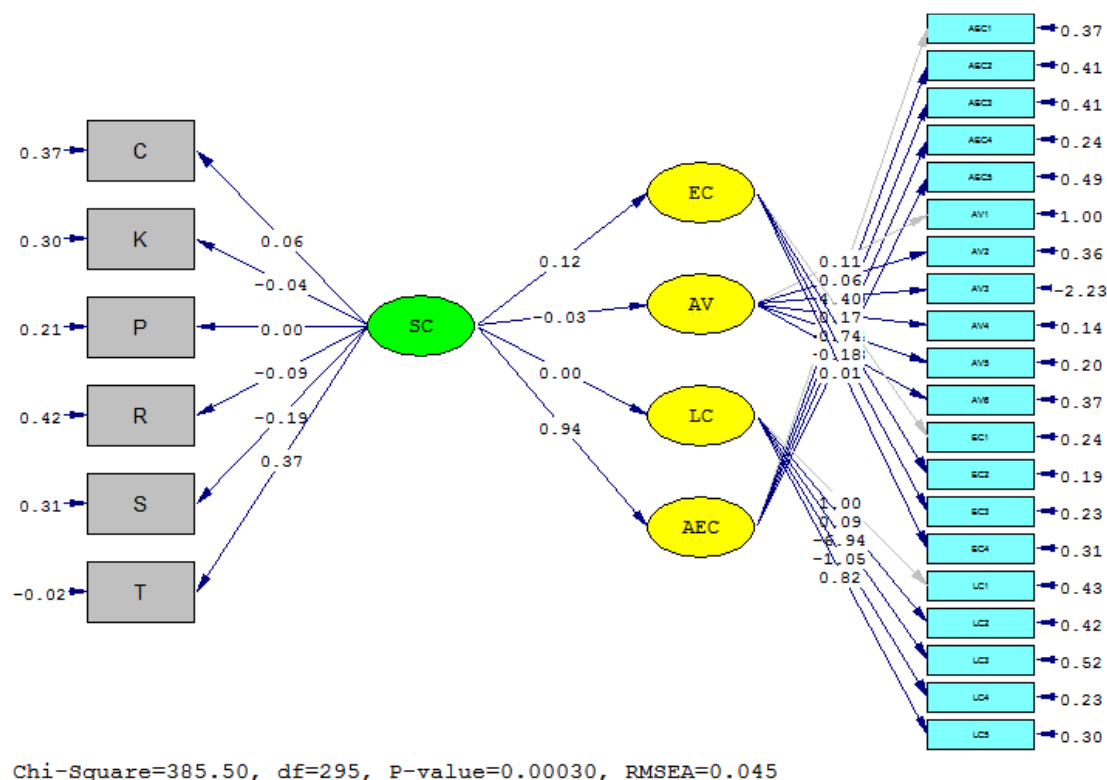 0.37
C
0.30
K
0.21
P
0.42
R
0.31
S
-0.02
T
0.06
-0.04
0.00
-0.09
-0.19
0.37
SC
0.12
-0.03
0.00
0.94
EC
AV
LC
AEC
0.11
0.06
0.17
-0.18
0.01
1.00
0.09
-1.05
0.82
AEC1 0.37
AEC2 0.41
AEC3 0.41
AEC4 0.24
AEC5 0.49
AV1 1.00
AV2 0.36
AV3 -2.23
AV4 0.14
AV5 0.20
AV6 0.37
EC1 0.24
EC2 0.19
EC3 0.23
EC4 0.31
LC1 0.43
LC2 0.42
LC3 0.52
LC4 0.23
LC5 0.30
Chi-Square=385.50, df=295, P-value=0.00030, RMSEA=0.045